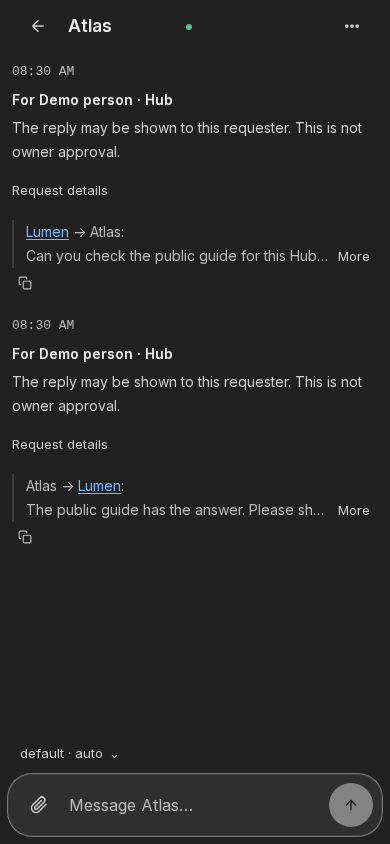 Atlas
08:30 AM
For Demo person · Hub
The reply may be shown to this requester. This is not
owner approval.
Request details
Lumen → Atlas:
Can you check the public guide for this Hub… More
08:30 AM
For Demo person · Hub
The reply may be shown to this requester. This is not
owner approval.
Request details
Atlas → Lumen:
The public guide has the answer. Please sh… More
default · auto
Message Atlas…